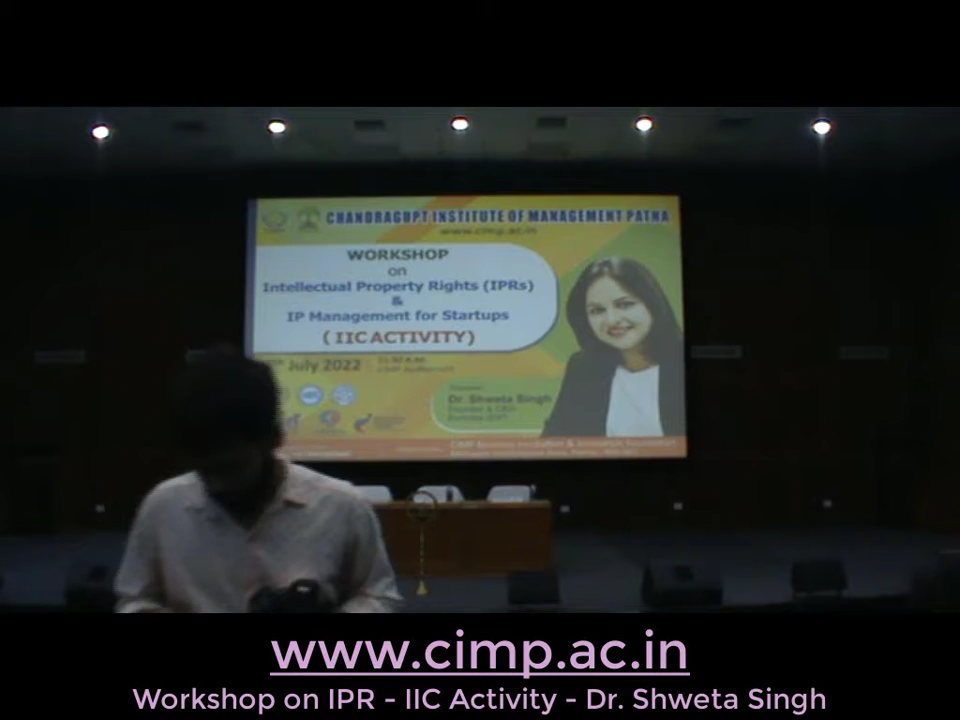 CHANDRAGUPT INSTITUTE OF MANAGEMENT PATNA
www.cimp.ac.in
WORKSHOP
on
Intellectual Property Rights (IPRs)
&
IP Management for Startups
( IIC ACTIVITY)
July 2022
Dr. Shweta Singh
www.cimp.ac.in
Workshop on IPR - IIC Activity - Dr. Shweta Singh